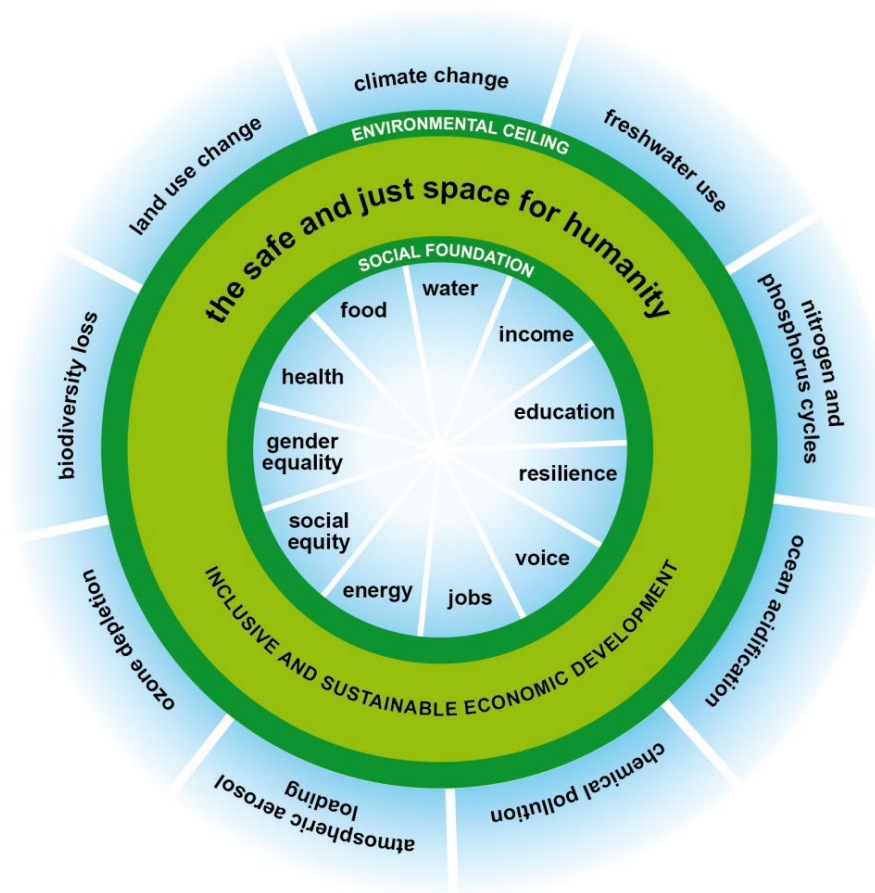 climate change
freshwater use
nitrogen and
phosphorus cycles
ocean acidification
chemical pollution
atmospheric aerosol
loading
ozone depletion
biodiversity loss
land use change
ENVIRONMENTAL CEILING
the safe and just space for humanity
SOCIAL FOUNDATION
water
income
education
resilience
voice
jobs
energy
social
equity
gender
equality
health
food
INCLUSIVE AND SUSTAINABLE ECONOMIC DEVELOPMENT